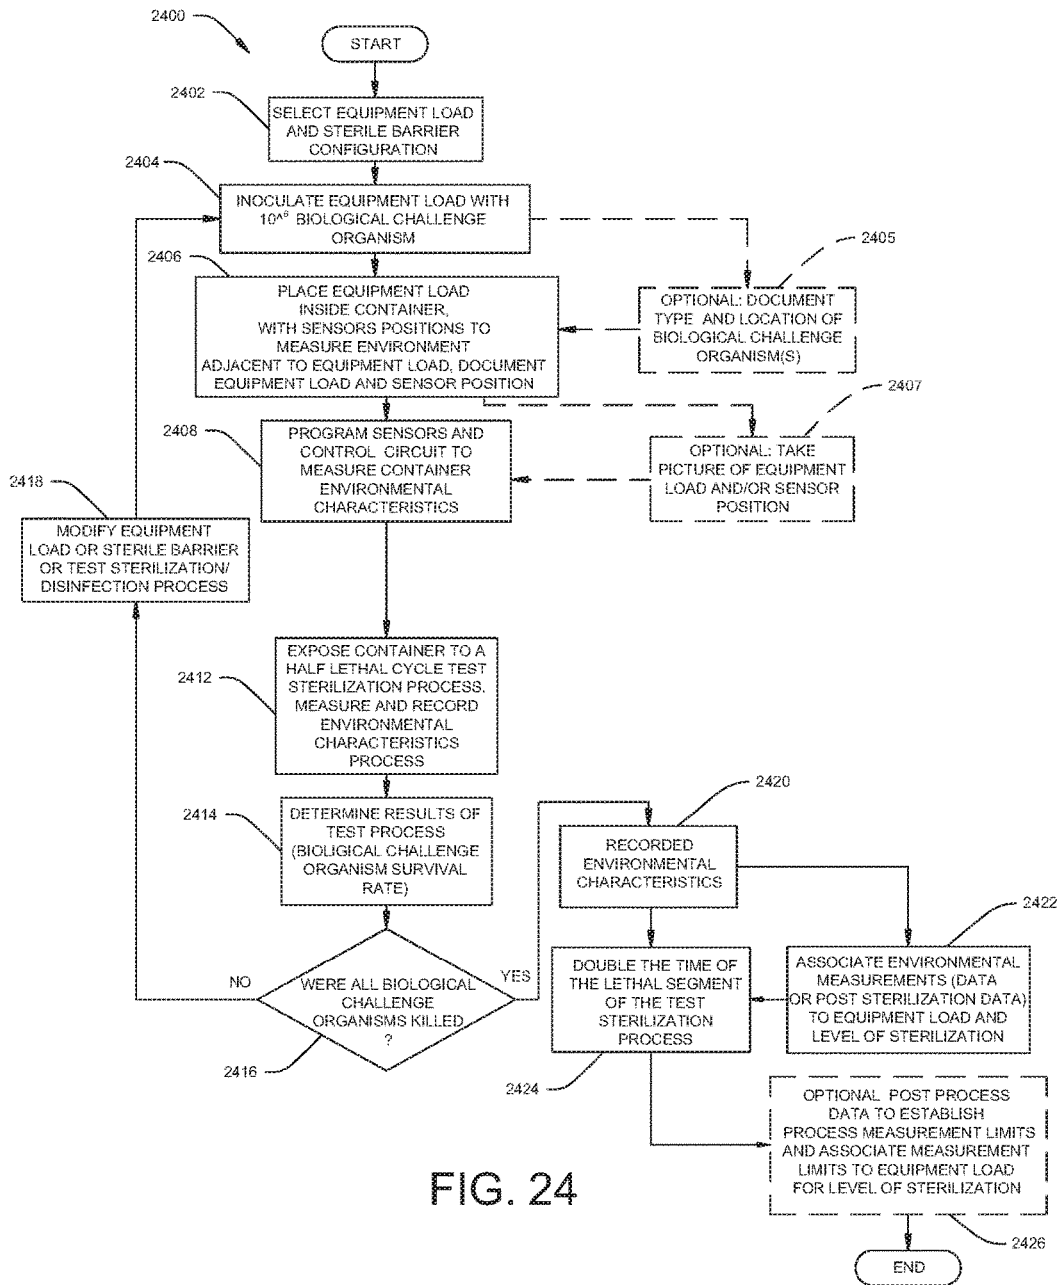 2400
START
2402
SELECT EQUIPMENT LOAD
AND STERILE BARRIER
CONFIGURATION
2404
INOCULATE EQUIPMENT LOAD WITH
10^⁶ BIOLOGICAL CHALLENGE
ORGANISM
2405
OPTIONAL: DOCUMENT
TYPE AND LOCATION OF
BIOLOGICAL CHALLENGE
ORGANISM(S)
2406
PLACE EQUIPMENT LOAD
INSIDE CONTAINER,
WITH SENSORS POSITIONS TO
MEASURE ENVIRONMENT
ADJACENT TO EQUIPMENT LOAD, DOCUMENT
EQUIPMENT LOAD AND SENSOR POSITION
2407
OPTIONAL: TAKE
PICTURE OF EQUIPMENT
LOAD AND/OR SENSOR
POSITION
2408
PROGRAM SENSORS AND
CONTROL CIRCUIT TO
MEASURE CONTAINER
ENVIRONMENTAL
CHARACTERISTICS
2418
MODIFY EQUIPMENT
LOAD OR STERILE BARRIER
OR TEST STERILIZATION/
DISINFECTION PROCESS
2412
EXPOSE CONTAINER TO A
HALF LETHAL CYCLE TEST
STERILIZATION PROCESS.
MEASURE AND RECORD
ENVIRONMENTAL
CHARACTERISTICS
PROCESS
2414
DETERMINE RESULTS OF
TEST PROCESS
(BIOLIGICAL CHALLENGE
ORGANISM SURVIVAL
RATE)
NO
WERE ALL BIOLOGICAL
CHALLENGE
ORGANISMS KILLED
?
YES
2416
2420
RECORDED
ENVIRONMENTAL
CHARACTERISTICS
2422
ASSOCIATE ENVIRONMENTAL
MEASUREMENTS (DATA
OR POST STERILIZATION DATA)
TO EQUIPMENT LOAD AND
LEVEL OF STERILIZATION
DOUBLE THE TIME OF
THE LETHAL SEGMENT
OF THE TEST
STERILIZATION
PROCESS
2424
OPTIONAL POST PROCESS
DATA TO ESTABLISH
PROCESS MEASUREMENT LIMITS
AND ASSOCIATE MEASUREMENT
LIMITS TO EQUIPMENT LOAD
FOR LEVEL OF STERILIZATION
2426
END
FIG. 24